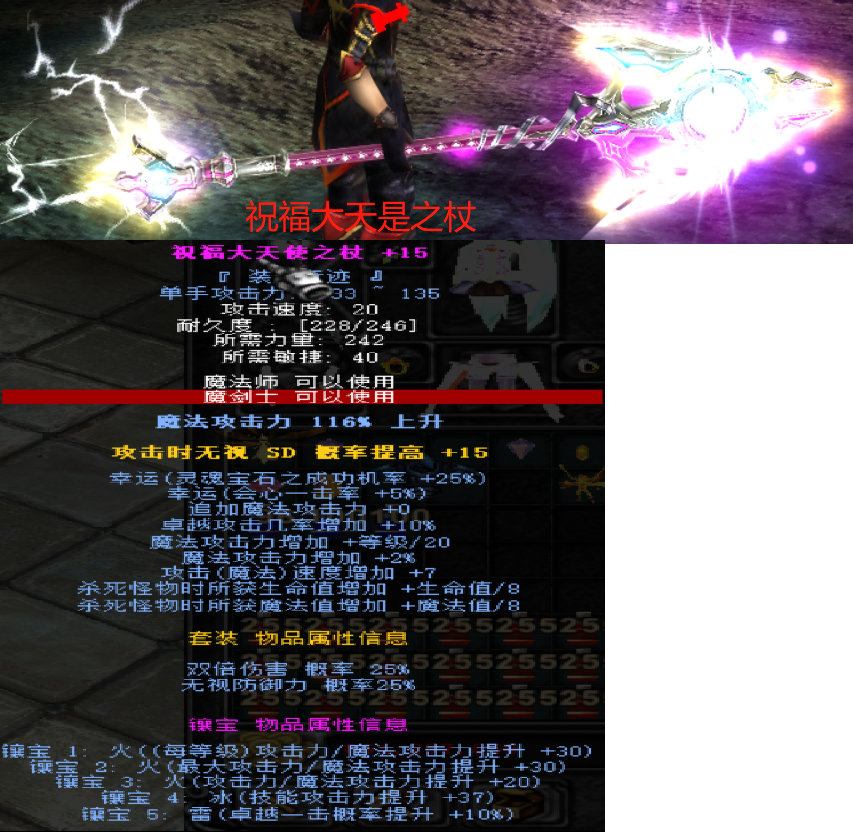 祝福大天是之杖
祝福大天使之杖 +15
『 装 奇迹 』
单手攻击力: 33 ~ 135
攻击速度: 20
耐久度 : [228/246]
所需力量: 242
所需敏捷: 40
魔法师 可以使用
魔剑士 可以使用
魔法攻击力 116% 上升
攻击时无视 SD 概率提高 +15
幸运(灵魂宝石之成功机率 +25%)
幸运(会心一击率 +5%)
追加魔法攻击力 +0
卓越攻击几率增加 +10%
魔法攻击力增加 +等级/20
魔法攻击力增加 +2%
攻击(魔法)速度增加 +7
杀死怪物时所获生命值增加 +生命值/8
杀死怪物时所获魔法值增加 +魔法值/8
套装 物品属性信息
双倍伤害 概率 25%
无视防御力 概率25%
镶宝 物品属性信息
镶宝 1: 火((每等级)攻击力/魔法攻击力提升 +30)
镶宝 2: 火(最大攻击力/魔法攻击力提升 +30)
镶宝 3: 火(攻击力/魔法攻击力提升 +20)
镶宝 4: 冰(技能攻击力提升 +37)
镶宝 5: 雷(卓越一击概率提升 +10%)